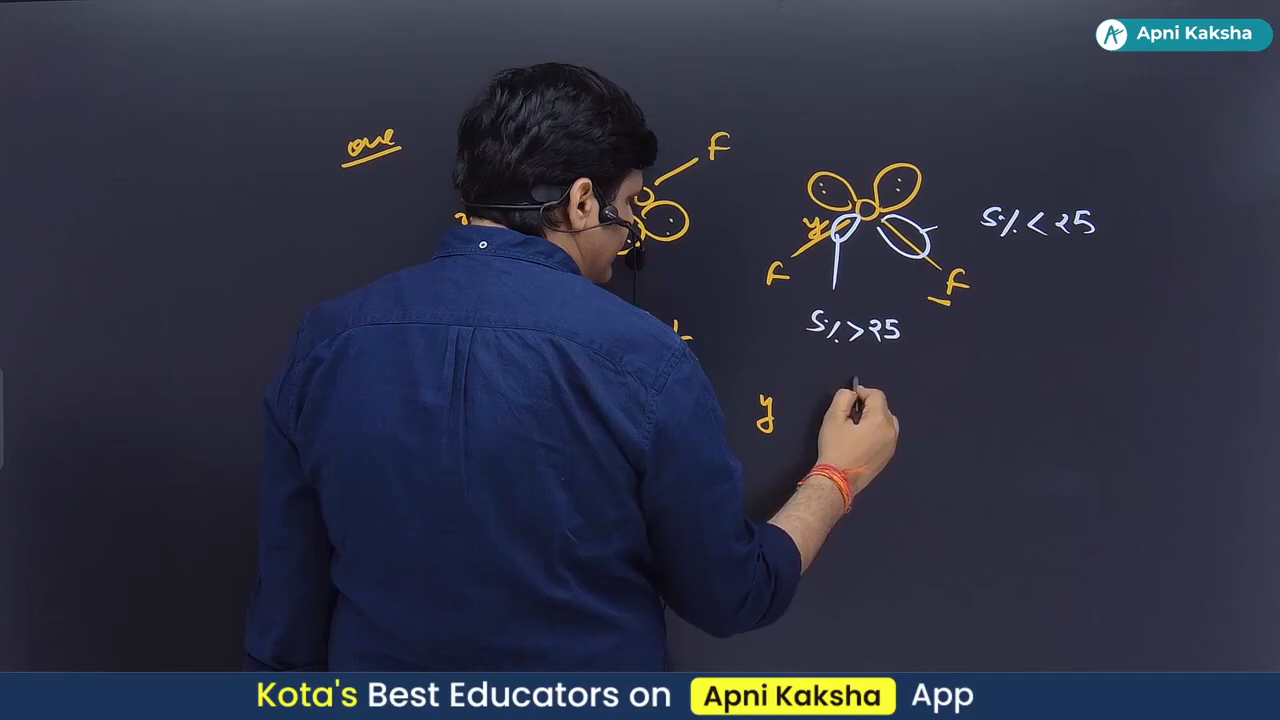 Apni Kaksha
one
F
y
F
F
S% < 25
S% > 25
y
Kota's Best Educators on Apni Kaksha App